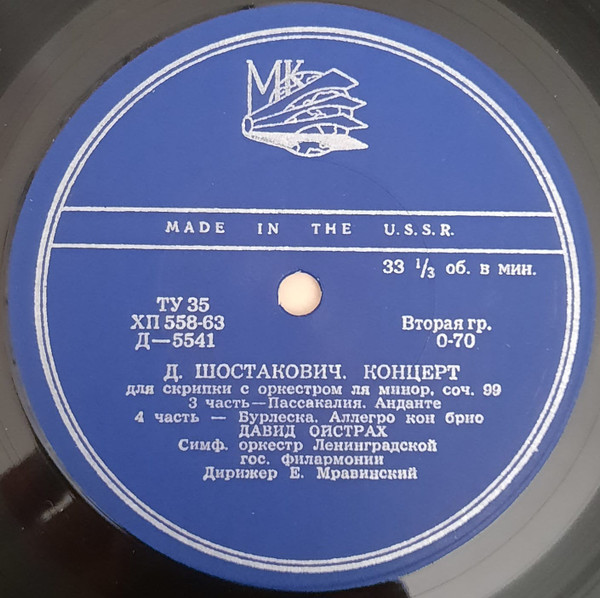 МК
MADE IN THE U.S.S.R.
33 1/3 об. в мин.
ТУ 35
ХП 558-63
Д—5541
Вторая гр.
0-70
Д. ШОСТАКОВИЧ. КОНЦЕРТ
для скрипки с оркестром ля минор, соч. 99
3 часть—Пассакалия. Анданте
4 часть — Бурлеска. Аллегро кон брио
ДАВИД ОЙСТРАХ
Симф. оркестр Ленинградской
гос. филармонии
Дирижер Е. Мравинский